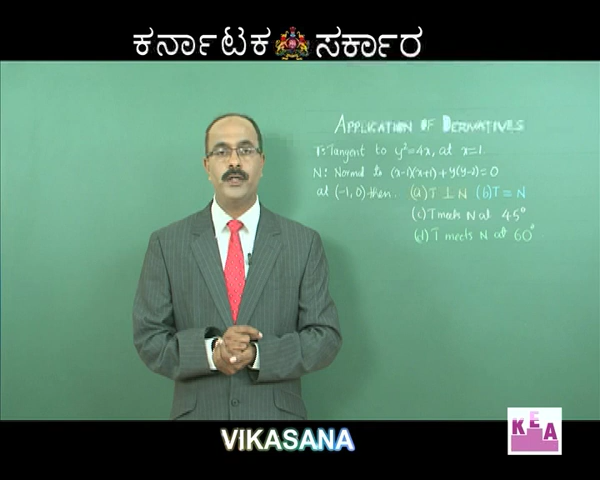 ಕರ್ನಾಟಕ ಸರ್ಕಾರ
APPLICATION OF DERIVATIVES
T: Tangent to y²=4x, at x=1.
N: Normal to (x-1)(x+1)+y(y-2)=0
at (-1,0) then. (a) T ⊥ N (b) T = N
(c) T meets N at 45°
(d) T meets N at 60°
KEA
VIKASANA